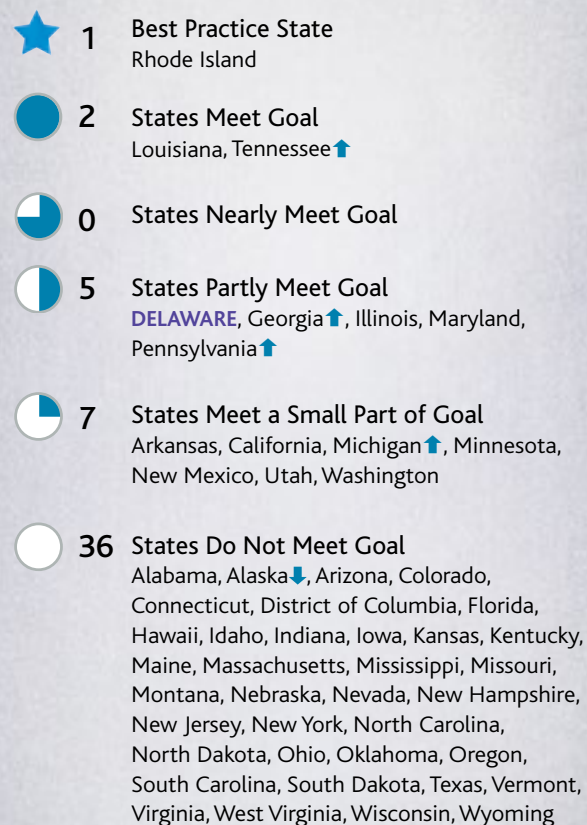 1 Best Practice State
Rhode Island
2 States Meet Goal
Louisiana, Tennessee⬆
0 States Nearly Meet Goal
5 States Partly Meet Goal
DELAWARE, Georgia⬆, Illinois, Maryland,
Pennsylvania⬆
7 States Meet a Small Part of Goal
Arkansas, California, Michigan⬆, Minnesota,
New Mexico, Utah, Washington
36 States Do Not Meet Goal
Alabama, Alaska⬇, Arizona, Colorado,
Connecticut, District of Columbia, Florida,
Hawaii, Idaho, Indiana, Iowa, Kansas, Kentucky,
Maine, Massachusetts, Mississippi, Missouri,
Montana, Nebraska, Nevada, New Hampshire,
New Jersey, New York, North Carolina,
North Dakota, Ohio, Oklahoma, Oregon,
South Carolina, South Dakota, Texas, Vermont,
Virginia, West Virginia, Wisconsin, Wyoming